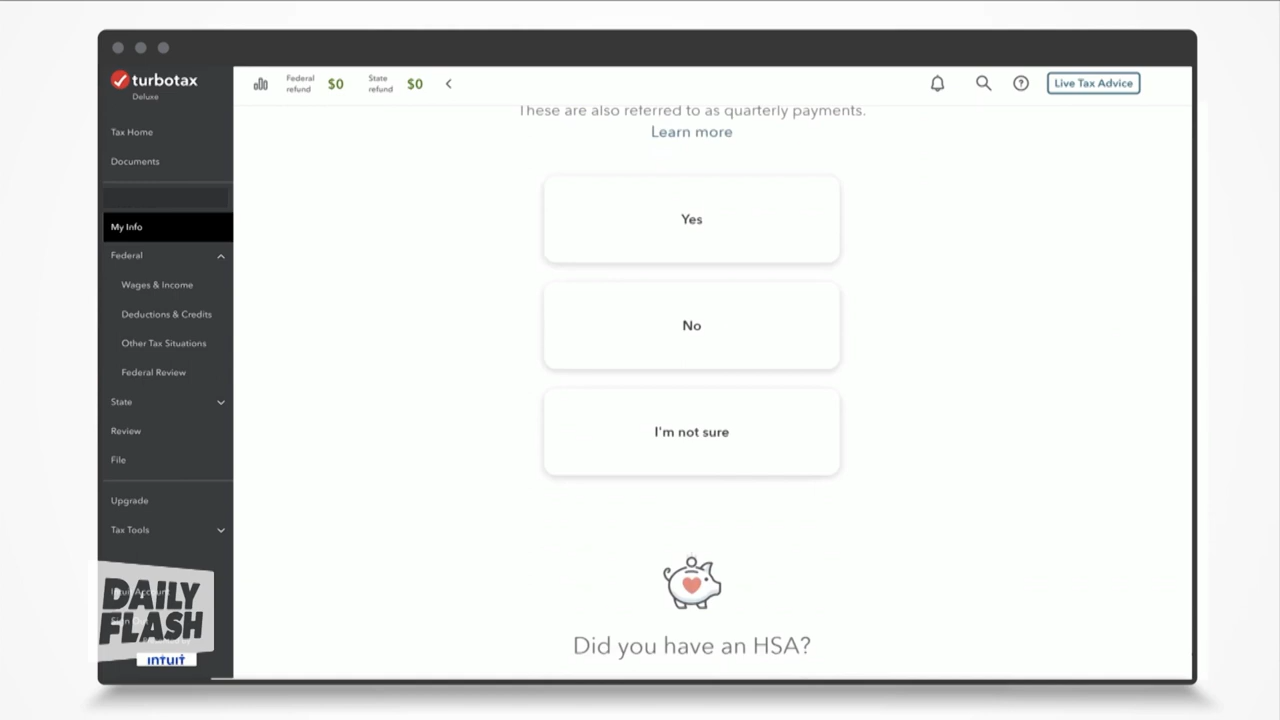 turbotax
Deluxe
Tax Home
Documents
My Info
Federal
Wages & Income
Deductions & Credits
Other Tax Situations
Federal Review
State
Review
File
Upgrade
Tax Tools
DAILY
FLASH
intuit
Federal
refund
$0
State
refund
$0
Live Tax Advice
These are also referred to as quarterly payments.
Learn more
Yes
No
I'm not sure
Did you have an HSA?